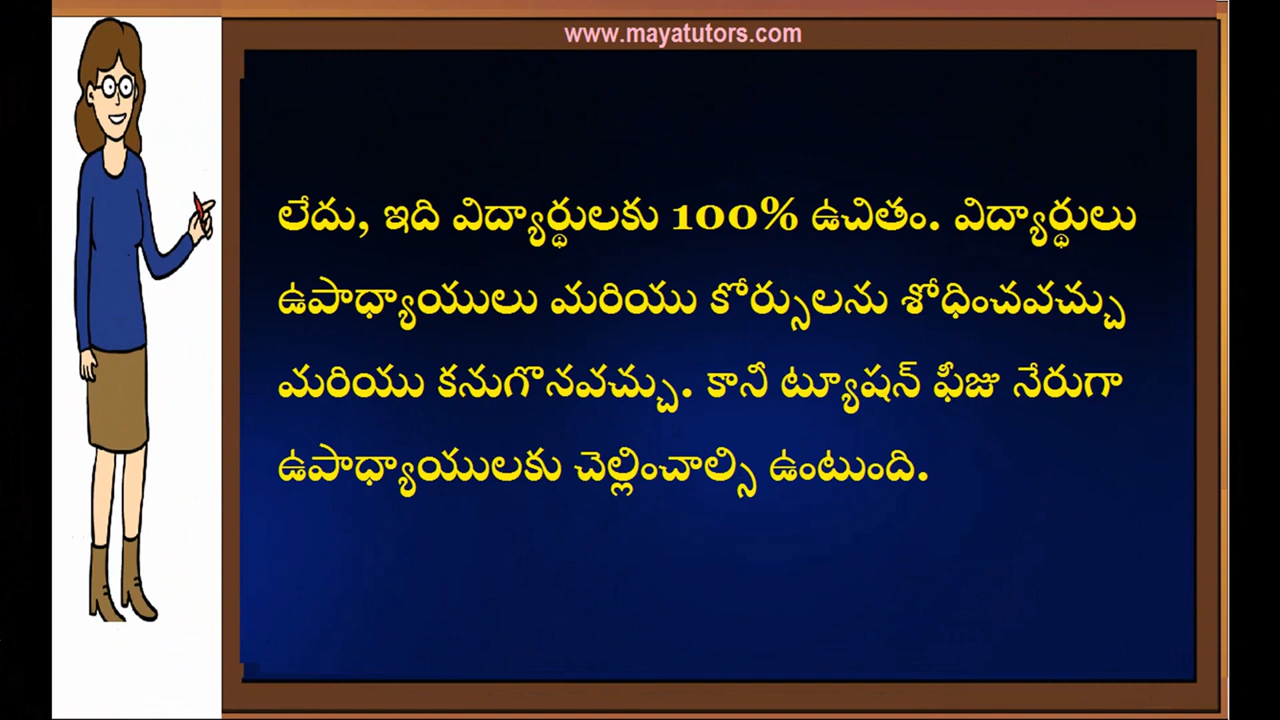 www.mayatutors.com
లేదు, ఇది విద్యార్థులకు 100% ఉచితం. విద్యార్థులు
ఉపాధ్యాయులు మరియు కోర్సులను శోధించవచ్చు
మరియు కనుగొనవచ్చు. కానీ ట్యూషన్ ఫీజు నేరుగా
ఉపాధ్యాయులకు చెల్లించాల్సి ఉంటుంది.